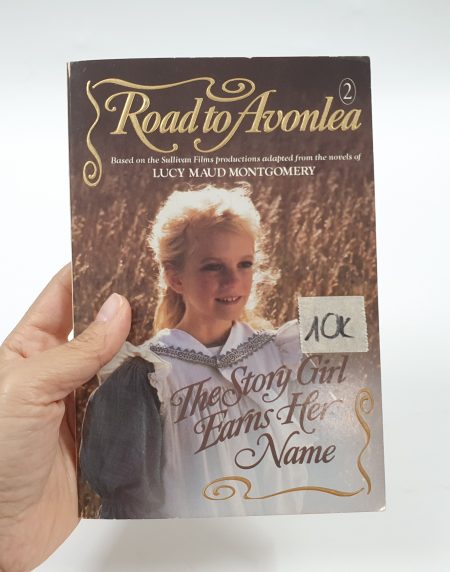 2
Road to Avonlea
Based on the Sullivan Films productions adapted from the novels of
LUCY MAUD MONTGOMERY
10K
The Story Girl
Earns Her
Name